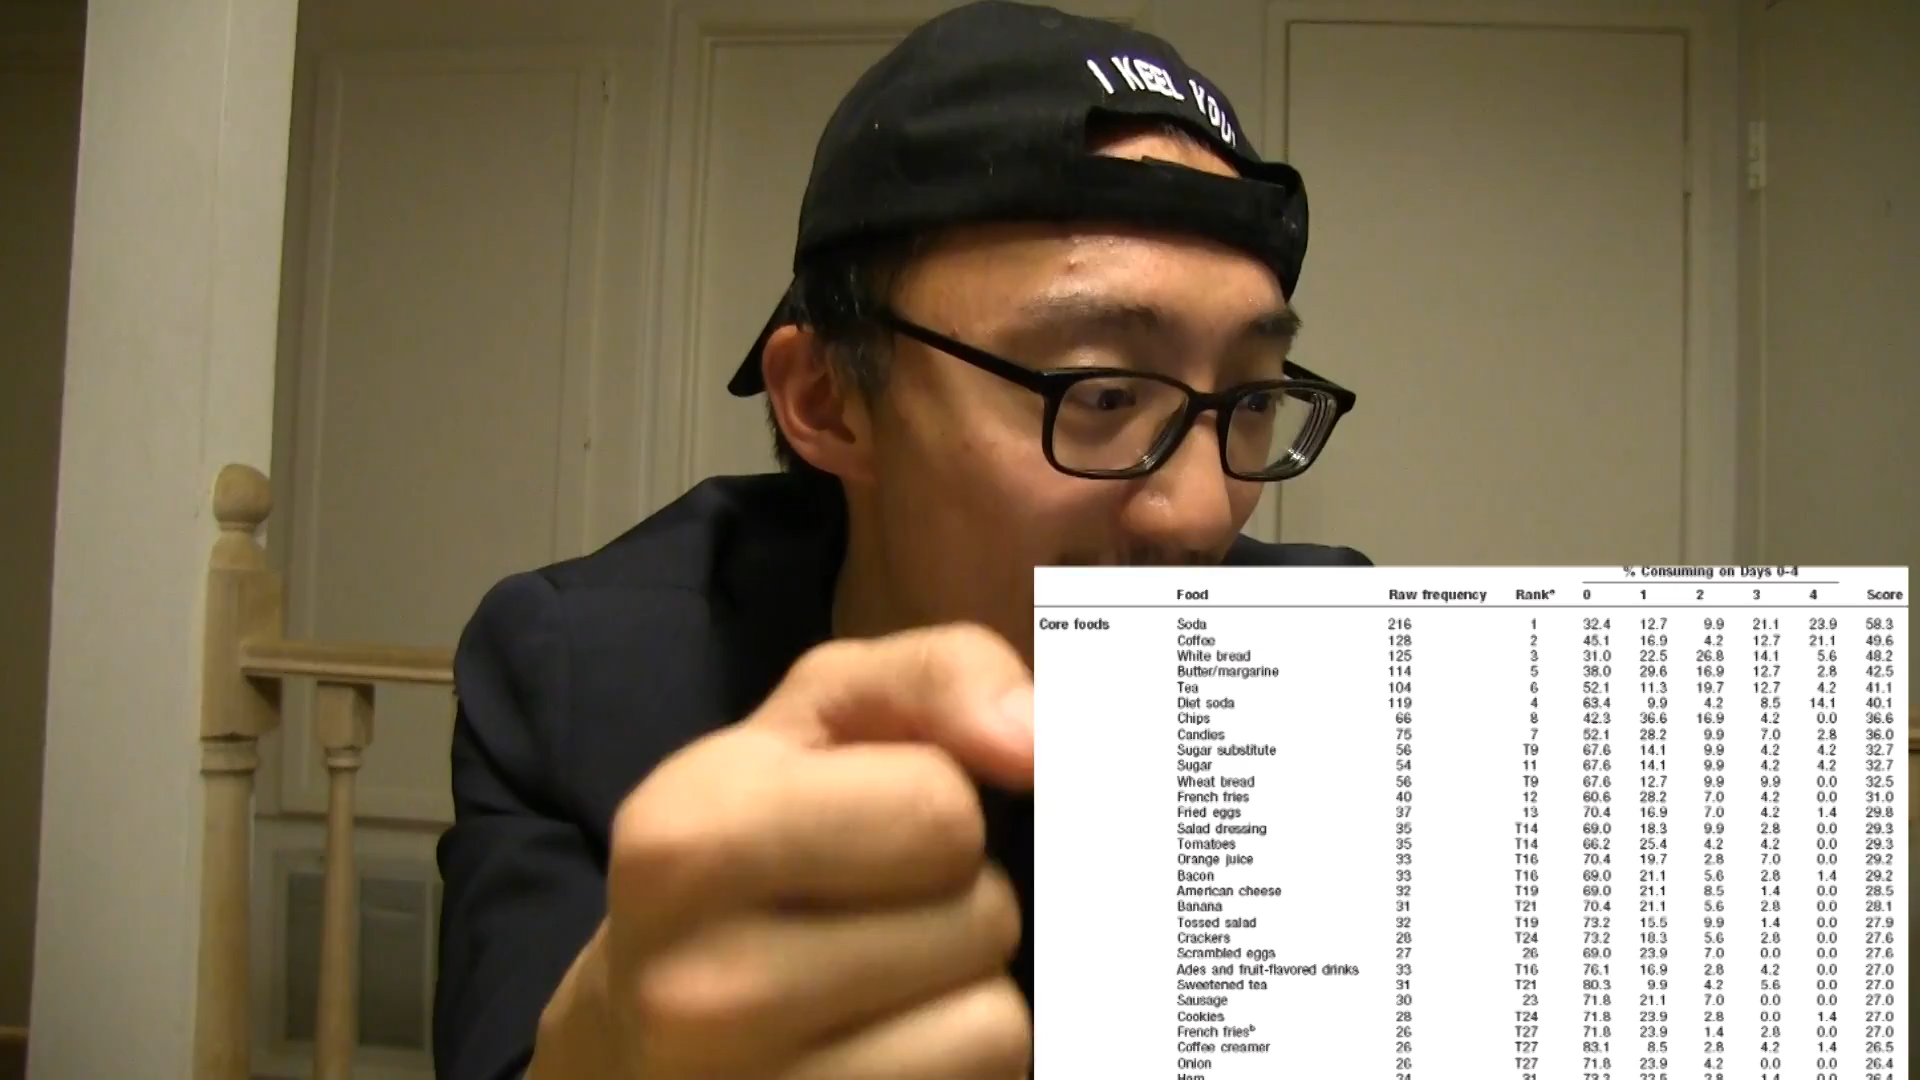 I KEEL YOU!
% Consuming on Days 0-4
Food Raw frequency Rankª 0 1 2 3 4 Score
Core foods Soda 216 1 32.4 12.7 9.9 21.1 23.9 58.3
Coffee 128 2 45.1 16.9 4.2 12.7 21.1 49.6
White bread 125 3 31.0 22.5 26.8 14.1 5.6 48.2
Butter/margarine 114 5 38.0 29.6 16.9 12.7 2.8 42.5
Tea 104 6 52.1 11.3 19.7 12.7 4.2 41.1
Diet soda 119 4 63.4 9.9 4.2 8.5 14.1 40.1
Chips 66 8 42.3 36.6 16.9 4.2 0.0 36.6
Candies 75 7 52.1 28.2 9.9 7.0 2.8 36.0
Sugar substitute 56 T9 67.6 14.1 9.9 4.2 4.2 32.7
Sugar 54 11 67.6 14.1 9.9 4.2 4.2 32.7
Wheat bread 56 T9 67.6 12.7 9.9 9.9 0.0 32.5
French fries 40 12 60.6 28.2 7.0 4.2 0.0 31.0
Fried eggs 37 13 70.4 16.9 7.0 4.2 1.4 29.8
Salad dressing 35 T14 69.0 18.3 9.9 2.8 0.0 29.3
Tomatoes 35 T14 66.2 25.4 4.2 4.2 0.0 29.3
Orange juice 33 T16 70.4 19.7 2.8 7.0 0.0 29.2
Bacon 33 T16 69.0 21.1 5.6 2.8 1.4 29.2
American cheese 32 T19 69.0 21.1 8.5 1.4 0.0 28.5
Banana 31 T21 70.4 21.1 5.6 2.8 0.0 28.1
Tossed salad 32 T19 73.2 15.5 9.9 1.4 0.0 27.9
Crackers 28 T24 73.2 18.3 5.6 2.8 0.0 27.6
Scrambled eggs 27 26 69.0 23.9 7.0 0.0 0.0 27.6
Ades and fruit-flavored drinks 33 T16 76.1 16.9 2.8 4.2 0.0 27.0
Sweetened tea 31 T21 80.3 9.9 4.2 5.6 0.0 27.0
Sausage 30 23 71.8 21.1 7.0 0.0 0.0 27.0
Cookies 28 T24 71.8 23.9 2.8 0.0 1.4 27.0
French friesᵇ 26 T27 71.8 23.9 1.4 2.8 0.0 27.0
Coffee creamer 26 T27 83.1 8.5 2.8 4.2 1.4 26.5
Onion 26 T27 71.8 23.9 4.2 0.0 0.0 26.4
Ham 24 31 73.2 22.5 2.8 1.4 0.0 26.4